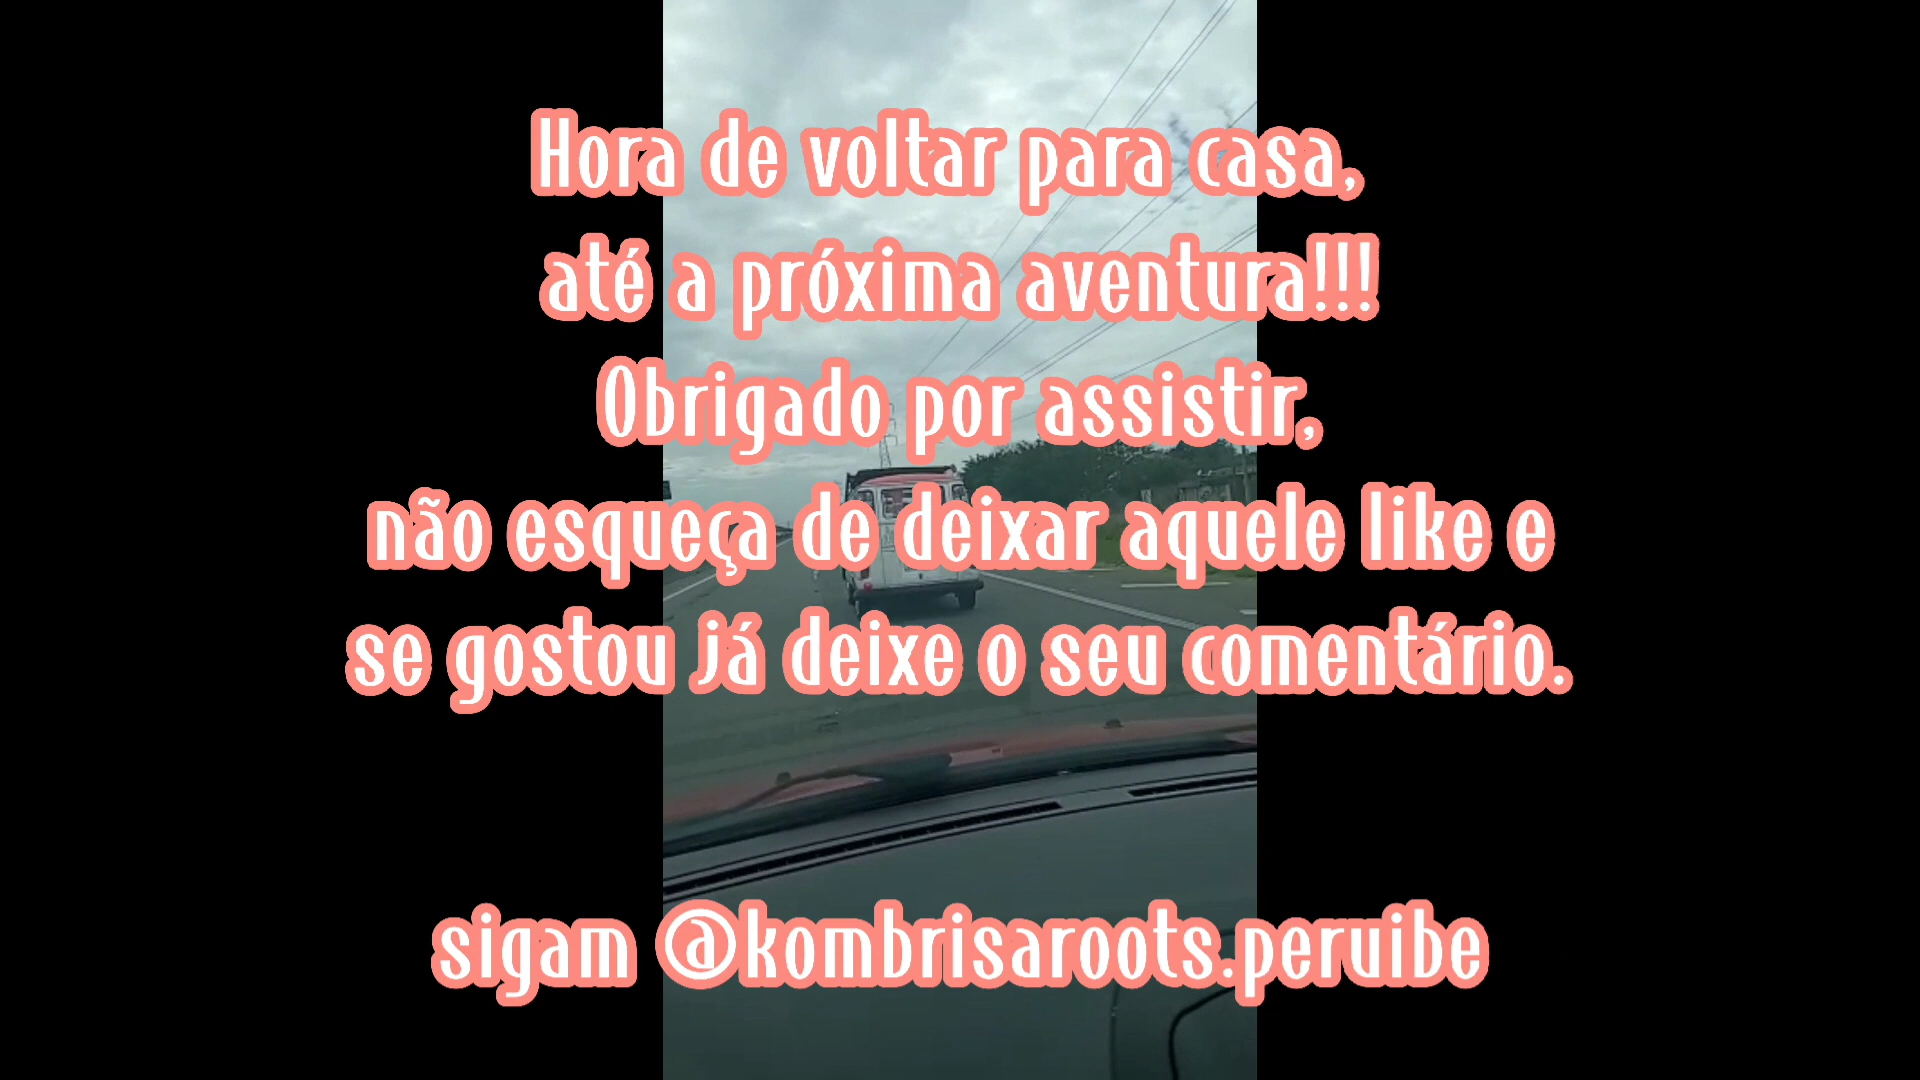 Hora de voltar para casa,
até a próxima aventura!!!
Obrigado por assistir,
não esqueça de deixar aquele like e
se gostou já deixe o seu comentário.
sigam @kombrisaroots.peruibe